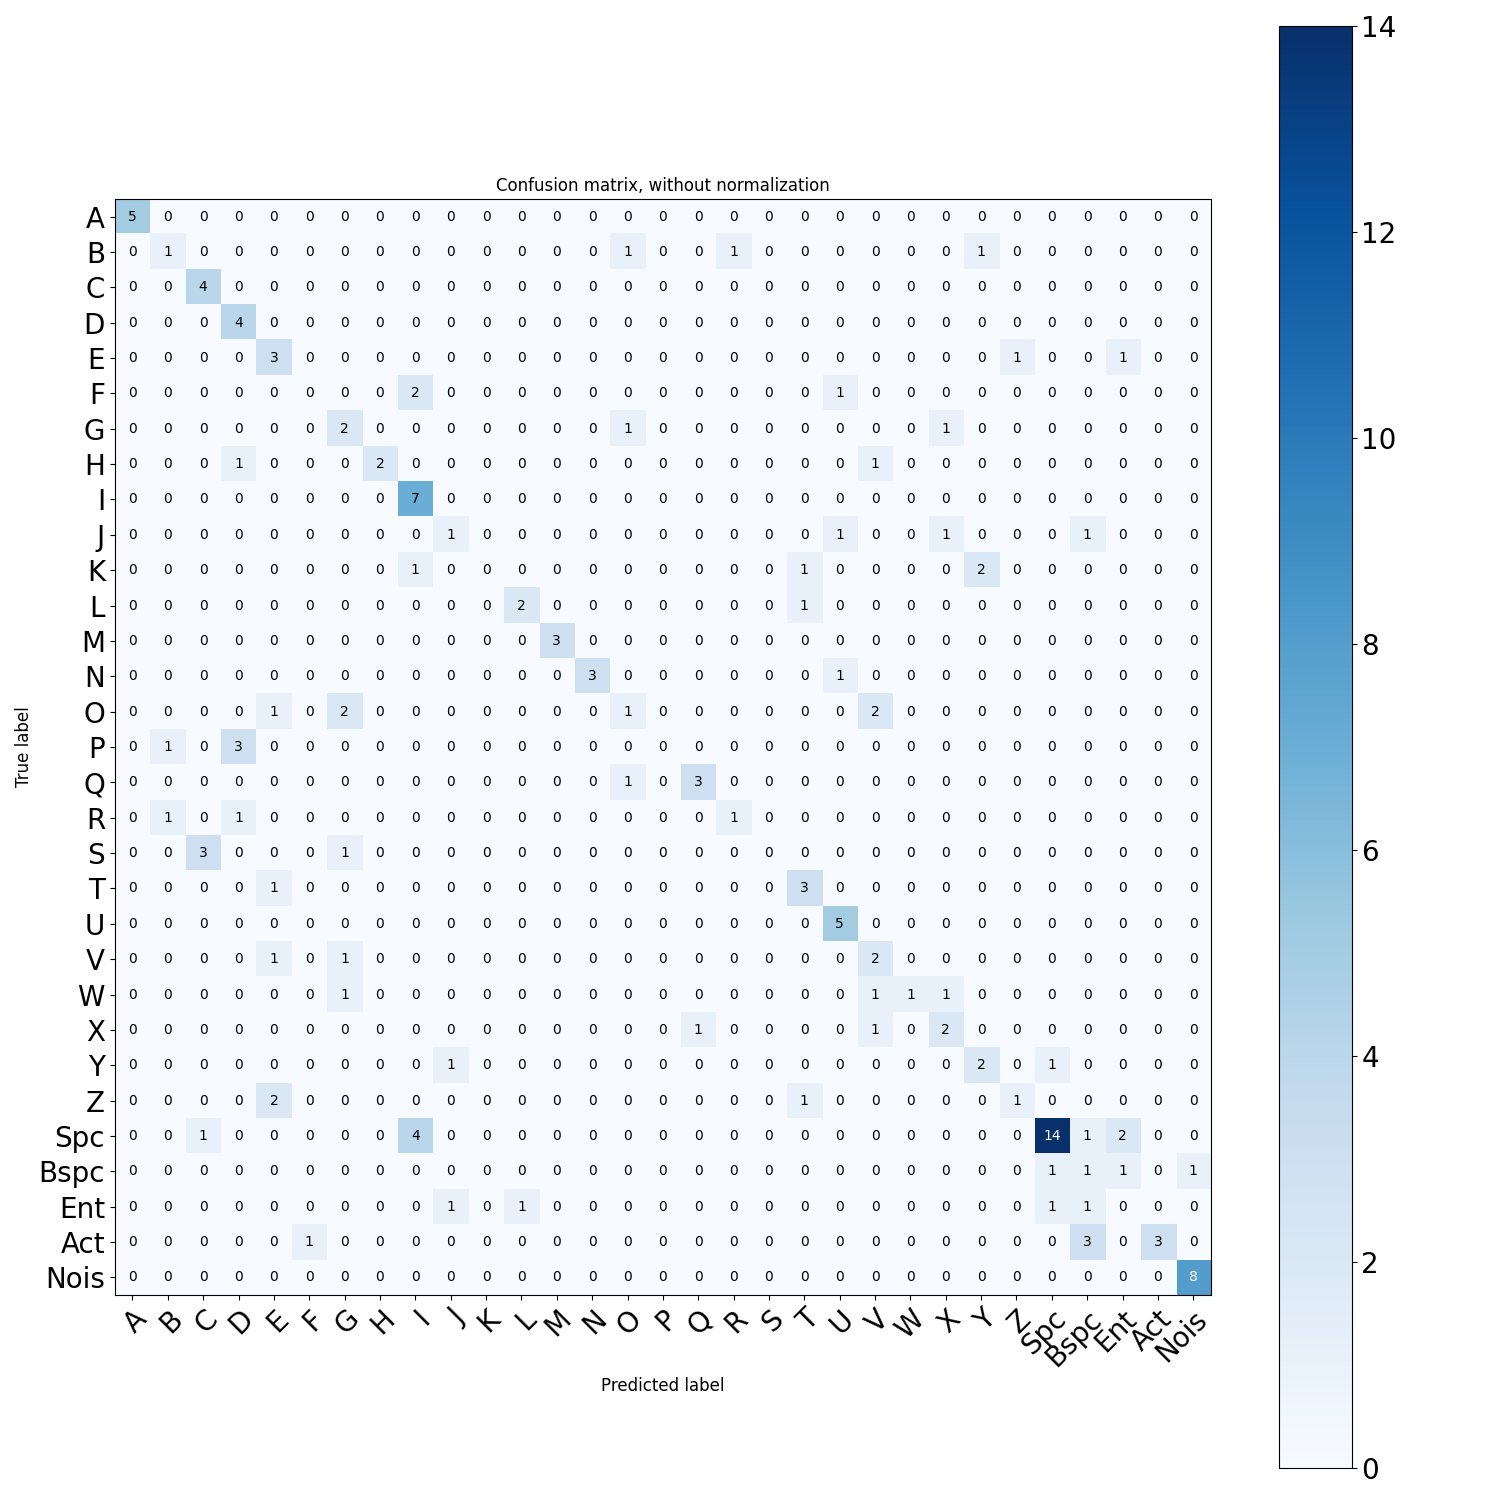 Confusion matrix, without normalization
A 5 0 0 0 0 0 0 0 0 0 0 0 0 0 0 0 0 0 0 0 0 0 0 0 0 0 0 0 0 0 0
B 0 1 0 0 0 0 0 0 0 0 0 0 0 0 1 0 0 1 0 0 0 0 0 0 1 0 0 0 0 0 0
C 0 0 4 0 0 0 0 0 0 0 0 0 0 0 0 0 0 0 0 0 0 0 0 0 0 0 0 0 0 0 0
D 0 0 0 4 0 0 0 0 0 0 0 0 0 0 0 0 0 0 0 0 0 0 0 0 0 0 0 0 0 0 0
E 0 0 0 0 3 0 0 0 0 0 0 0 0 0 0 0 0 0 0 0 0 0 0 0 0 1 0 0 1 0 0
F 0 0 0 0 0 0 0 0 2 0 0 0 0 0 0 0 0 0 0 0 1 0 0 0 0 0 0 0 0 0 0
G 0 0 0 0 0 0 2 0 0 0 0 0 0 0 1 0 0 0 0 0 0 0 0 1 0 0 0 0 0 0 0
H 0 0 0 1 0 0 0 2 0 0 0 0 0 0 0 0 0 0 0 0 0 1 0 0 0 0 0 0 0 0 0
I 0 0 0 0 0 0 0 0 7 0 0 0 0 0 0 0 0 0 0 0 0 0 0 0 0 0 0 0 0 0 0
J 0 0 0 0 0 0 0 0 0 1 0 0 0 0 0 0 0 0 0 0 1 0 0 1 0 0 0 1 0 0 0
K 0 0 0 0 0 0 0 0 1 0 0 0 0 0 0 0 0 0 0 1 0 0 0 0 2 0 0 0 0 0 0
L 0 0 0 0 0 0 0 0 0 0 0 2 0 0 0 0 0 0 0 1 0 0 0 0 0 0 0 0 0 0 0
M 0 0 0 0 0 0 0 0 0 0 0 0 3 0 0 0 0 0 0 0 0 0 0 0 0 0 0 0 0 0 0
N 0 0 0 0 0 0 0 0 0 0 0 0 0 3 0 0 0 0 0 0 1 0 0 0 0 0 0 0 0 0 0
O 0 0 0 0 1 0 2 0 0 0 0 0 0 0 1 0 0 0 0 0 0 2 0 0 0 0 0 0 0 0 0
P 0 1 0 3 0 0 0 0 0 0 0 0 0 0 0 0 0 0 0 0 0 0 0 0 0 0 0 0 0 0 0
Q 0 0 0 0 0 0 0 0 0 0 0 0 0 0 1 0 3 0 0 0 0 0 0 0 0 0 0 0 0 0 0
R 0 1 0 1 0 0 0 0 0 0 0 0 0 0 0 0 0 1 0 0 0 0 0 0 0 0 0 0 0 0 0
S 0 0 3 0 0 0 1 0 0 0 0 0 0 0 0 0 0 0 0 0 0 0 0 0 0 0 0 0 0 0 0
T 0 0 0 0 1 0 0 0 0 0 0 0 0 0 0 0 0 0 0 3 0 0 0 0 0 0 0 0 0 0 0
U 0 0 0 0 0 0 0 0 0 0 0 0 0 0 0 0 0 0 0 0 5 0 0 0 0 0 0 0 0 0 0
V 0 0 0 0 1 0 1 0 0 0 0 0 0 0 0 0 0 0 0 0 0 2 0 0 0 0 0 0 0 0 0
W 0 0 0 0 0 0 1 0 0 0 0 0 0 0 0 0 0 0 0 0 0 1 1 1 0 0 0 0 0 0 0
X 0 0 0 0 0 0 0 0 0 0 0 0 0 0 0 0 1 0 0 0 0 1 0 2 0 0 0 0 0 0 0
Y 0 0 0 0 0 0 0 0 0 1 0 0 0 0 0 0 0 0 0 0 0 0 0 0 2 0 1 0 0 0 0
Z 0 0 0 0 2 0 0 0 0 0 0 0 0 0 0 0 0 0 0 1 0 0 0 0 0 1 0 0 0 0 0
Spc 0 0 1 0 0 0 0 0 4 0 0 0 0 0 0 0 0 0 0 0 0 0 0 0 0 0 14 1 2 0 0
Bspc 0 0 0 0 0 0 0 0 0 0 0 0 0 0 0 0 0 0 0 0 0 0 0 0 0 0 1 1 1 0 1
Ent 0 0 0 0 0 0 0 0 0 1 0 1 0 0 0 0 0 0 0 0 0 0 0 0 0 0 1 1 0 0 0
Act 0 0 0 0 0 1 0 0 0 0 0 0 0 0 0 0 0 0 0 0 0 0 0 0 0 0 0 3 0 3 0
Nois 0 0 0 0 0 0 0 0 0 0 0 0 0 0 0 0 0 0 0 0 0 0 0 0 0 0 0 0 0 0 8
A B C D E F G H I J K L M N O P Q R S T U V W X Y Z Spc Bspc Ent Act Nois
Predicted label
True label
14
12
10
8
6
4
2
0